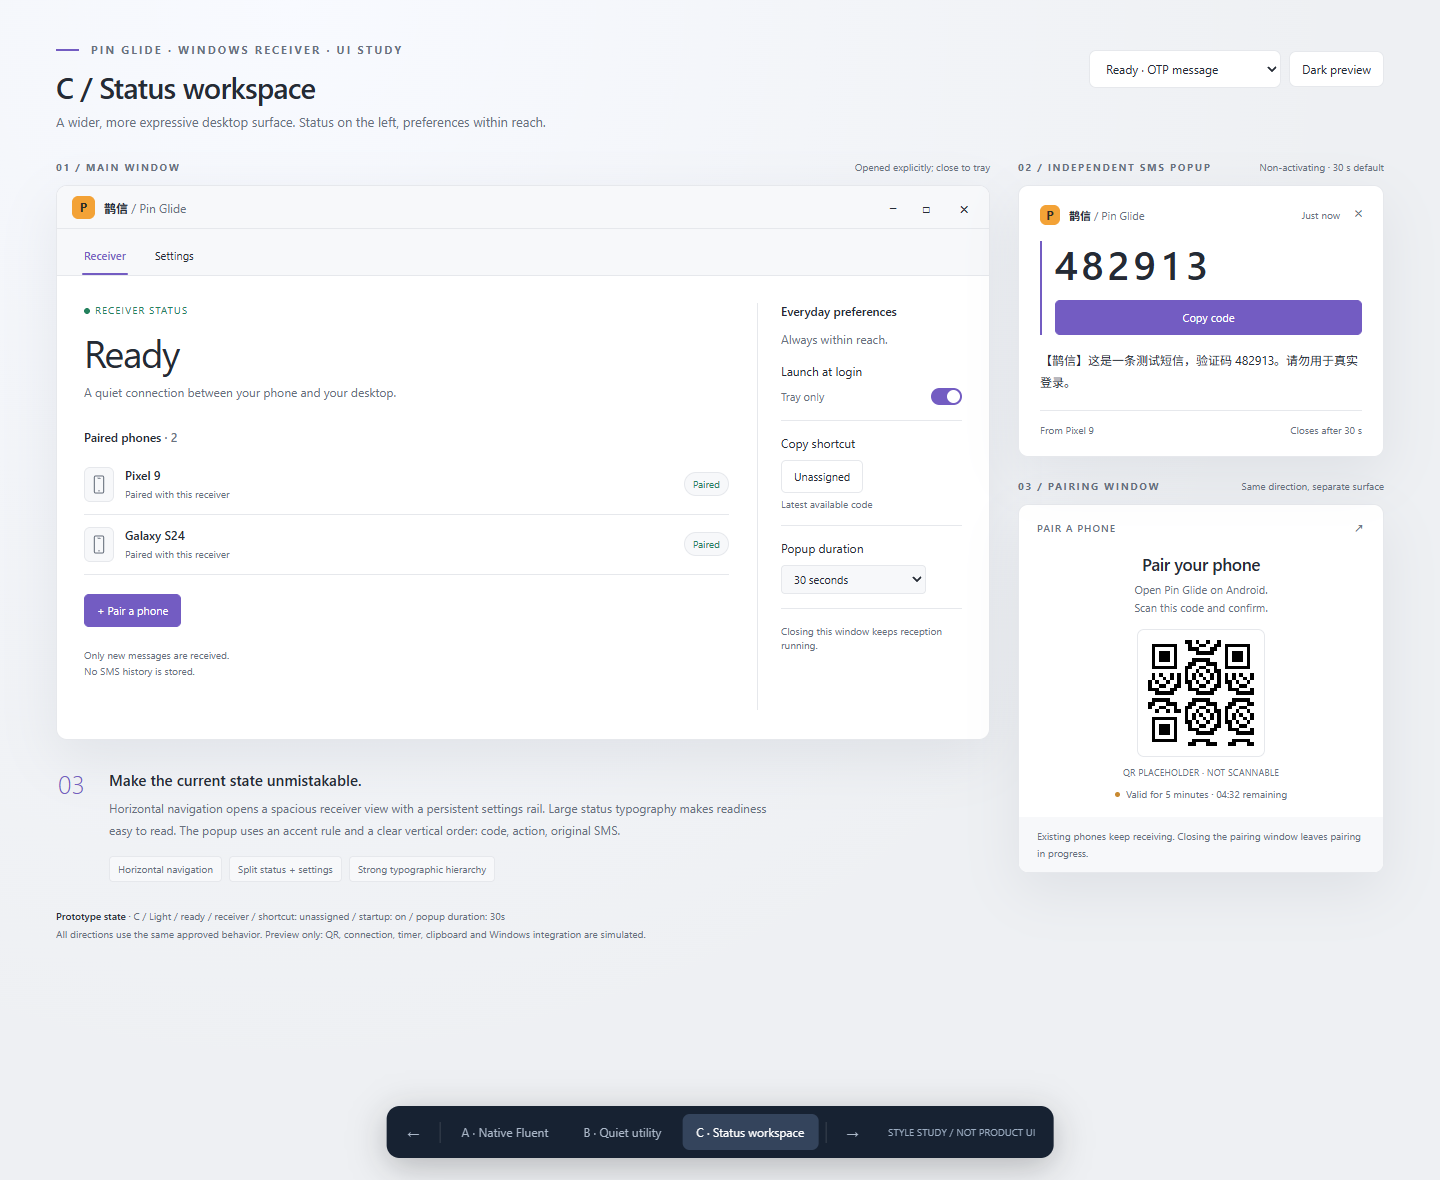 PIN GLIDE · WINDOWS RECEIVER · UI STUDY
C / Status workspace
A wider, more expressive desktop surface. Status on the left, preferences within reach.
Ready · OTP message
Dark preview
01 / MAIN WINDOW
Opened explicitly; close to tray
P
鹊信 / Pin Glide
Receiver
Settings
RECEIVER STATUS
Ready
A quiet connection between your phone and your desktop.
Paired phones · 2
Pixel 9
Paired with this receiver
Paired
Galaxy S24
Paired with this receiver
Paired
+ Pair a phone
Only new messages are received.
No SMS history is stored.
Everyday preferences
Always within reach.
Launch at login
Tray only
Copy shortcut
Unassigned
Latest available code
Popup duration
30 seconds
Closing this window keeps reception
running.
02 / INDEPENDENT SMS POPUP
Non-activating · 30 s default
P
鹊信 / Pin Glide
Just now
482913
Copy code
【鹊信】这是一条测试短信，验证码 482913。请勿用于真实
登录。
From Pixel 9
Closes after 30 s
03 / PAIRING WINDOW
Same direction, separate surface
PAIR A PHONE
Pair your phone
Open Pin Glide on Android.
Scan this code and confirm.
QR PLACEHOLDER · NOT SCANNABLE
Valid for 5 minutes · 04:32 remaining
Existing phones keep receiving. Closing the pairing window leaves pairing
in progress.
03
Make the current state unmistakable.
Horizontal navigation opens a spacious receiver view with a persistent settings rail. Large status typography makes readiness
easy to read. The popup uses an accent rule and a clear vertical order: code, action, original SMS.
Horizontal navigation
Split status + settings
Strong typographic hierarchy
Prototype state · C / Light / ready / receiver / shortcut: unassigned / startup: on / popup duration: 30s
All directions use the same approved behavior. Preview only: QR, connection, timer, clipboard and Windows integration are simulated.
← A · Native Fluent
B · Quiet utility
C · Status workspace
→ STYLE STUDY / NOT PRODUCT UI